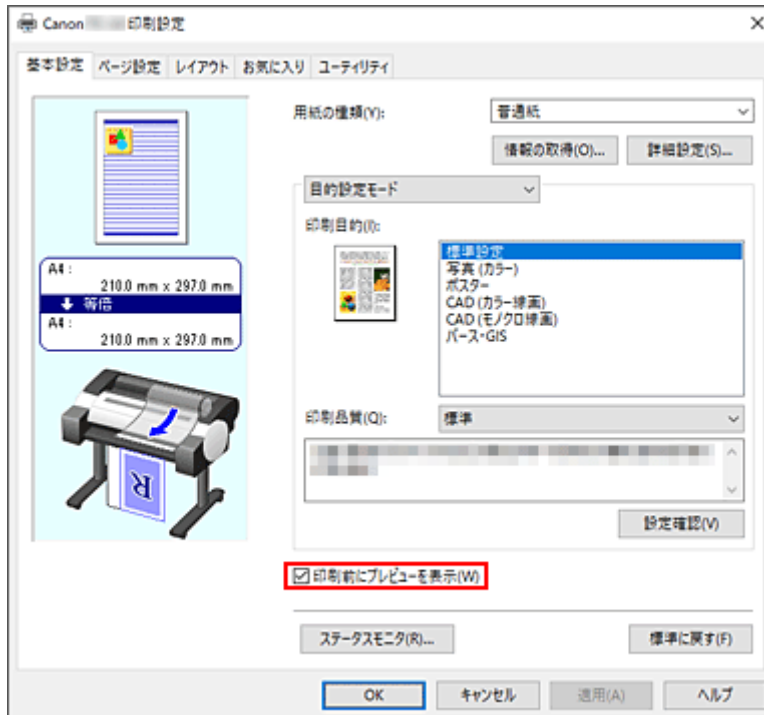 Canon 印刷設定
基本設定 ページ設定 レイアウト お気に入り ユーティリティ
用紙の種類(Y): 普通紙
情報の取得(O)... 詳細設定(S)...
目的設定モード
印刷目的(I):
標準設定
写真 (カラー)
ポスター
CAD (カラー線画)
CAD (モノクロ線画)
パース・GIS
A4 :
210.0 mm x 297.0 mm
等倍
A4 :
210.0 mm x 297.0 mm
R
印刷品質(Q): 標準
設定確認(V)
印刷前にプレビューを表示(W)
ステータスモニタ(R)... 標準に戻す(F)
OK キャンセル 適用(A) ヘルプ